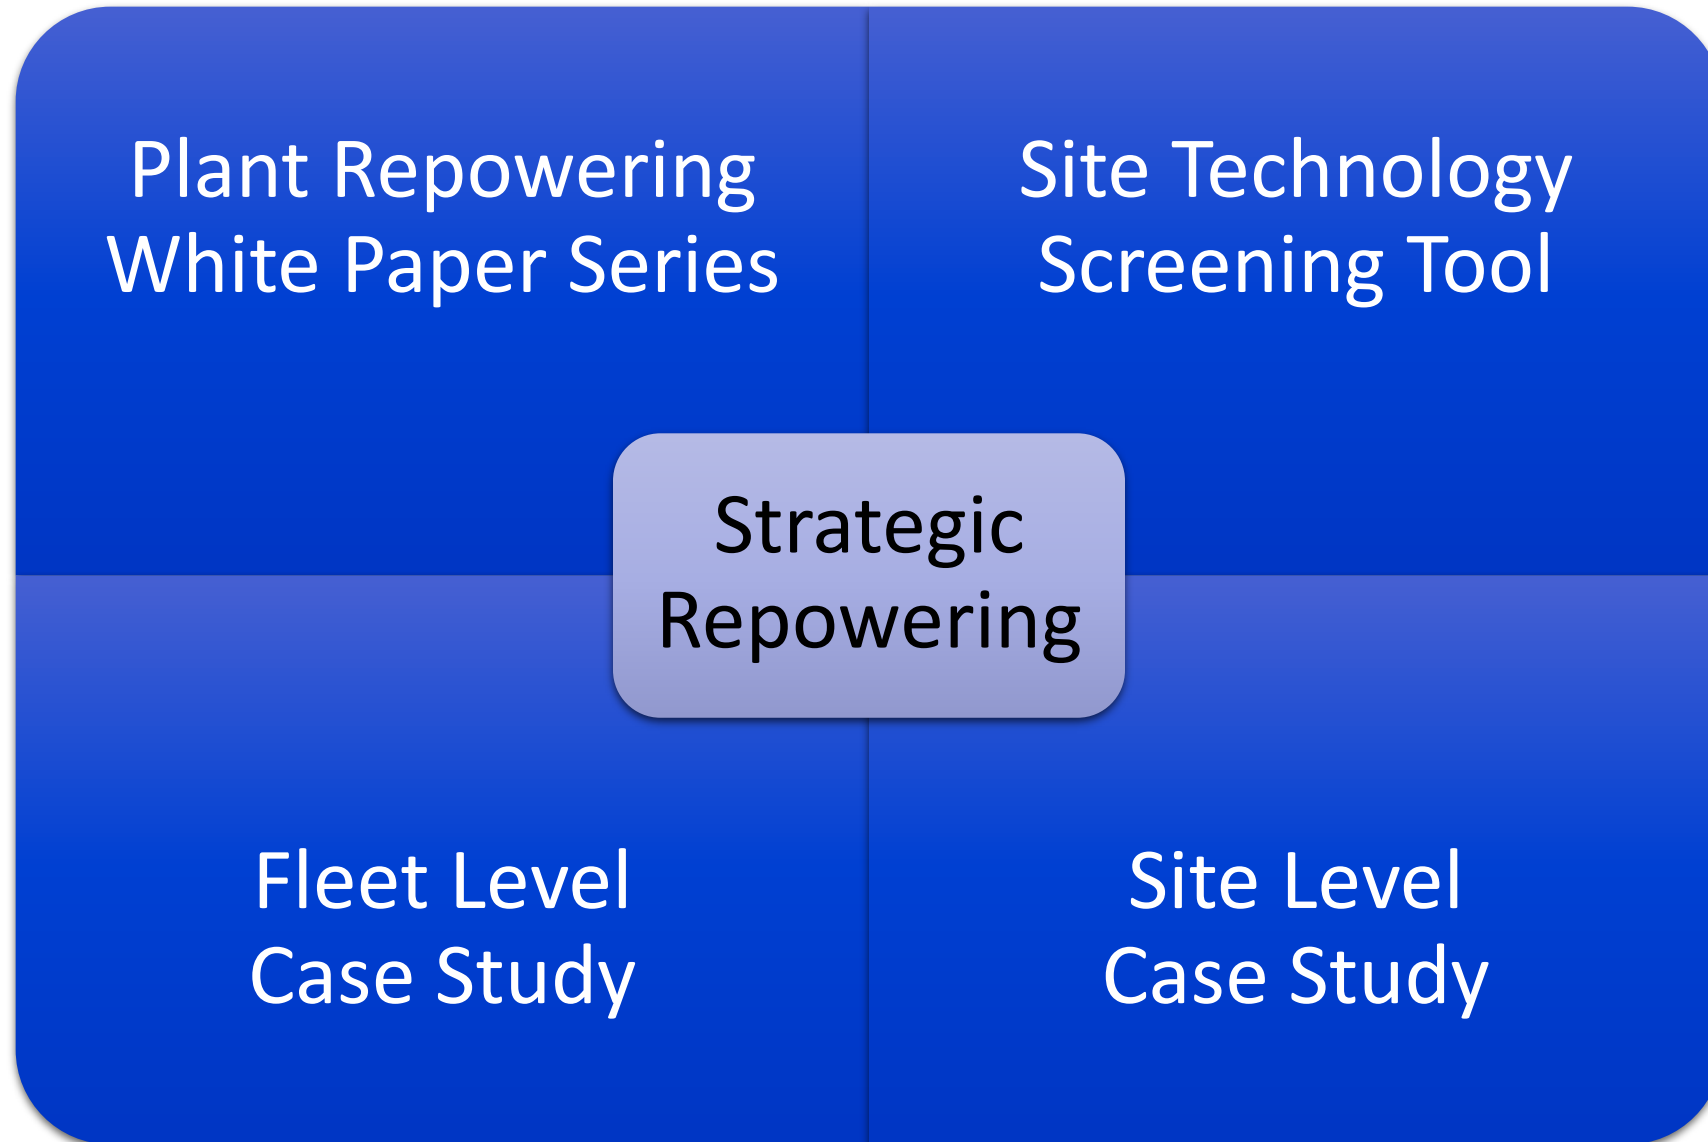 Plant Repowering
White Paper Series
Site Technology
Screening Tool
Strategic
Repowering
Fleet Level
Case Study
Site Level
Case Study